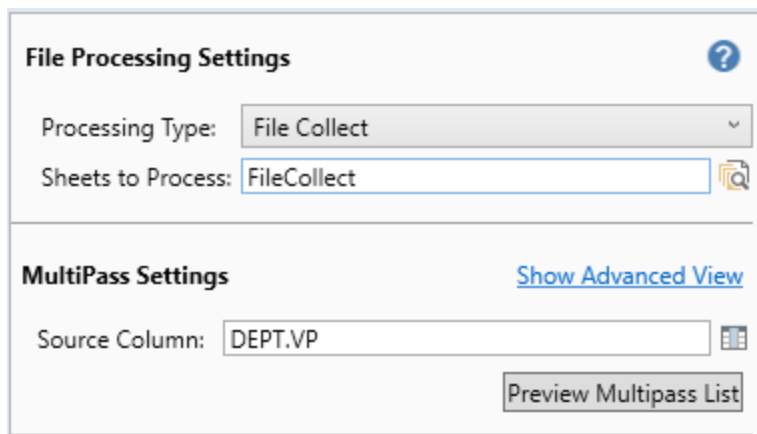 File Processing Settings ?
Processing Type: File Collect
Sheets to Process: FileCollect
MultiPass Settings Show Advanced View
Source Column: DEPT.VP
Preview Multipass List